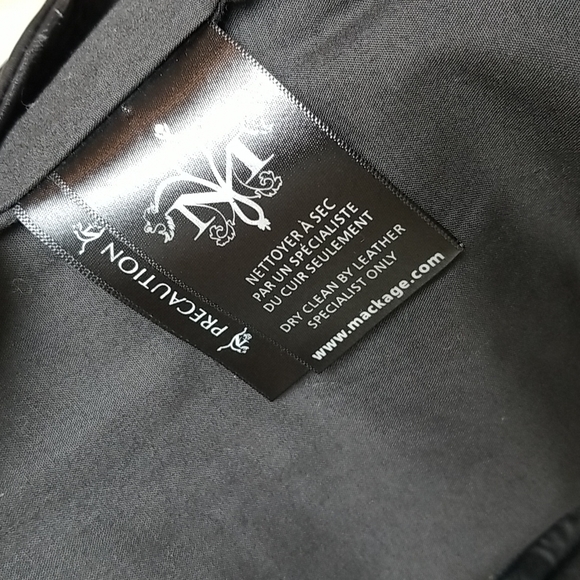 NETTOYER À SEC
PAR UN SPÉCIALISTE
DU CUIR SEULEMENT
DRY CLEAN BY LEATHER
SPECIALIST ONLY
www.mackage.com
PRECAUTION